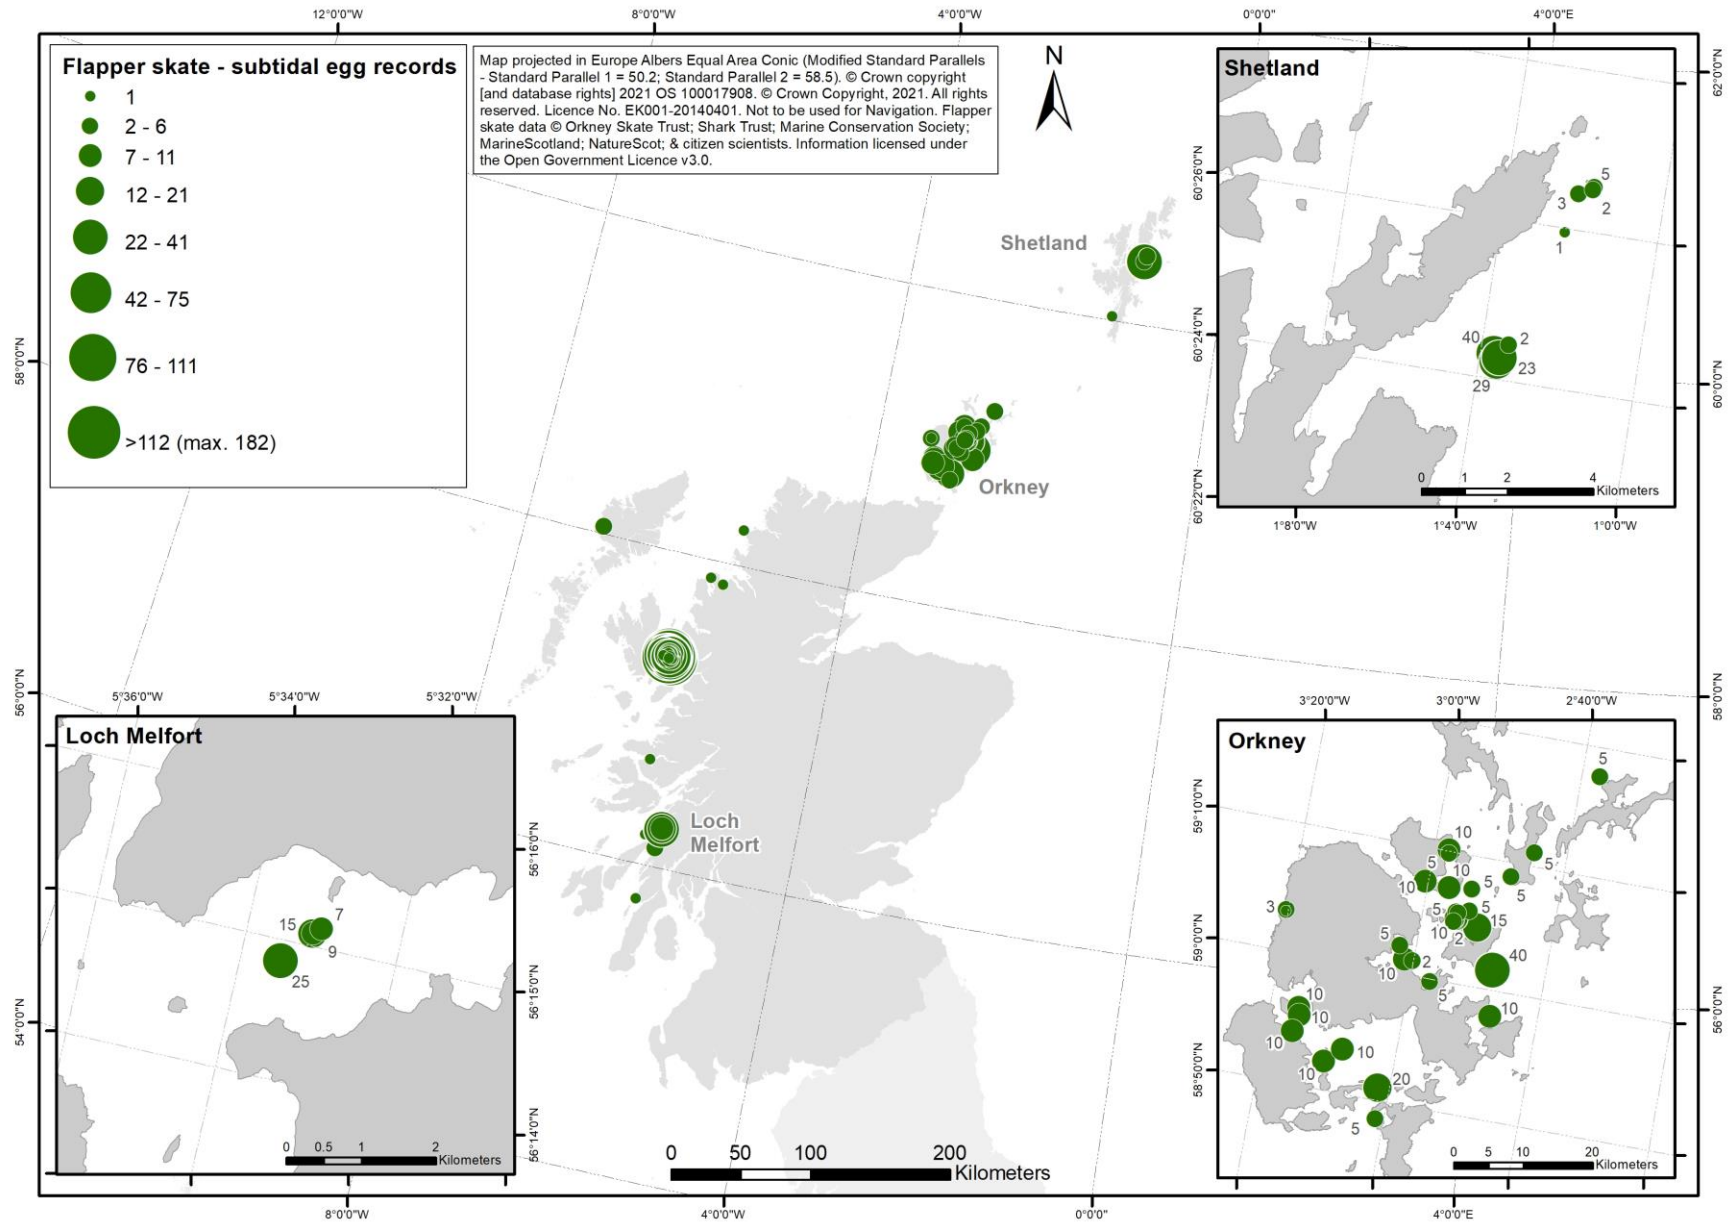 12°0'0"W
8°0'0"W
4°0'0"W
0°0'0"
4°0'0"E
Flapper skate - subtidal egg records
1
2 - 6
7 - 11
12 - 21
22 - 41
42 - 75
76 - 111
>112 (max. 182)
Map projected in Europe Albers Equal Area Conic (Modified Standard Parallels
- Standard Parallel 1 = 50.2; Standard Parallel 2 = 58.5). © Crown copyright
[and database rights] 2021 OS 100017908. © Crown Copyright, 2021. All rights
reserved. Licence No. EK001-20140401. Not to be used for Navigation. Flapper
skate data © Orkney Skate Trust; Shark Trust; Marine Conservation Society;
MarineScotland; NatureScot; & citizen scientists. Information licensed under
the Open Government Licence v3.0.
N
Shetland
Orkney
Loch
Melfort
58°0'0"N
56°0'0"N
54°0'0"N
62°0'0"N
60°0'0"N
58°0'0"N
56°0'0"N
Shetland
60°26'0"N
60°24'0"N
60°22'0"N
5
3
2
1
40
2
23
29
0 1 2 4
Kilometers
1°8'0"W
1°4'0"W
1°0'0"W
5°36'0"W
5°34'0"W
5°32'0"W
Loch Melfort
56°16'0"N
56°15'0"N
56°14'0"N
7
15
9
25
0 0.5 1 2
Kilometers
0 50 100 200
Kilometers
3°20'0"W
3°0'0"W
2°40'0"W
Orkney
59°10'0"N
59°0'0"N
58°50'0"N
5
10
5
5
10
10
5
5
3
5
5
15
10
2
5
40
10
2
5
10
10
10
10
10
10
20
5
0 5 10 20
Kilometers
8°0'0"W
4°0'0"W
0°0'0"
4°0'0"E